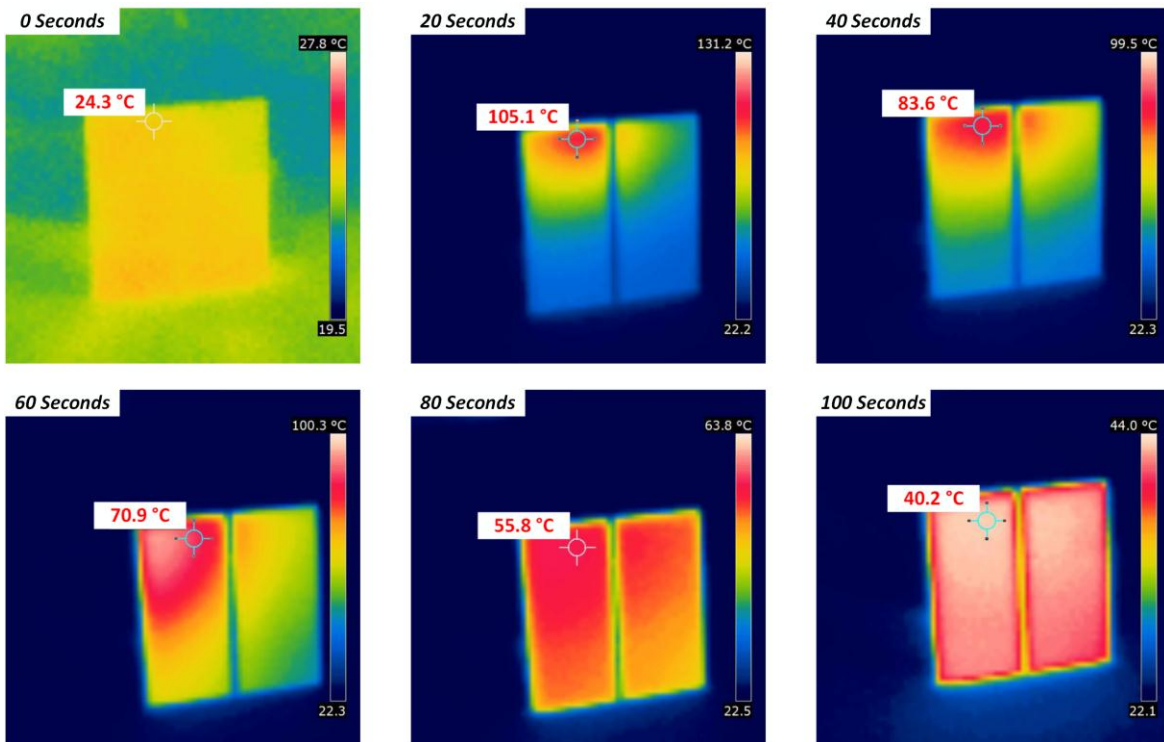 0 Seconds
27.8 °C
24.3 °C
19.5
20 Seconds
131.2 °C
105.1 °C
22.2
40 Seconds
99.5 °C
83.6 °C
22.3
60 Seconds
100.3 °C
70.9 °C
22.3
80 Seconds
63.8 °C
55.8 °C
22.5
100 Seconds
44.0 °C
40.2 °C
22.1